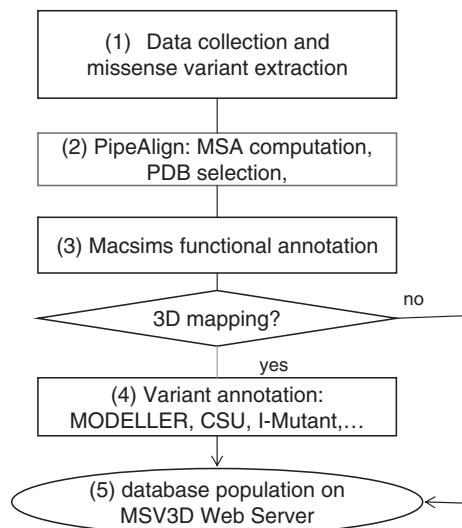 (1) Data collection and
missense variant extraction
(2) PipeAlign: MSA computation,
PDB selection,
(3) Macsims functional annotation
3D mapping?
no
yes
(4) Variant annotation:
MODELLER, CSU, I-Mutant,...
(5) database population on
MSV3D Web Server